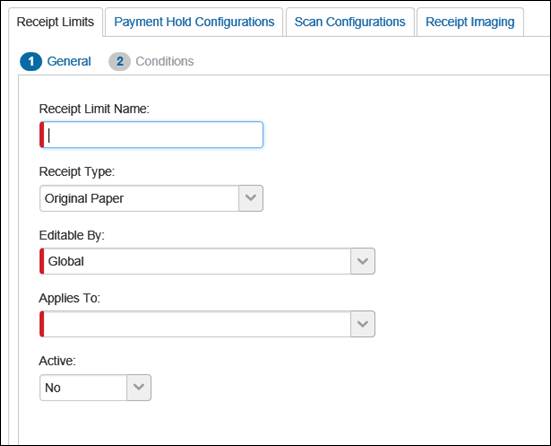 Receipt Limits Payment Hold Configurations Scan Configurations Receipt Imaging
1 General 2 Conditions
Receipt Limit Name:
Receipt Type:
Original Paper
Editable By:
Global
Applies To:
Active:
No